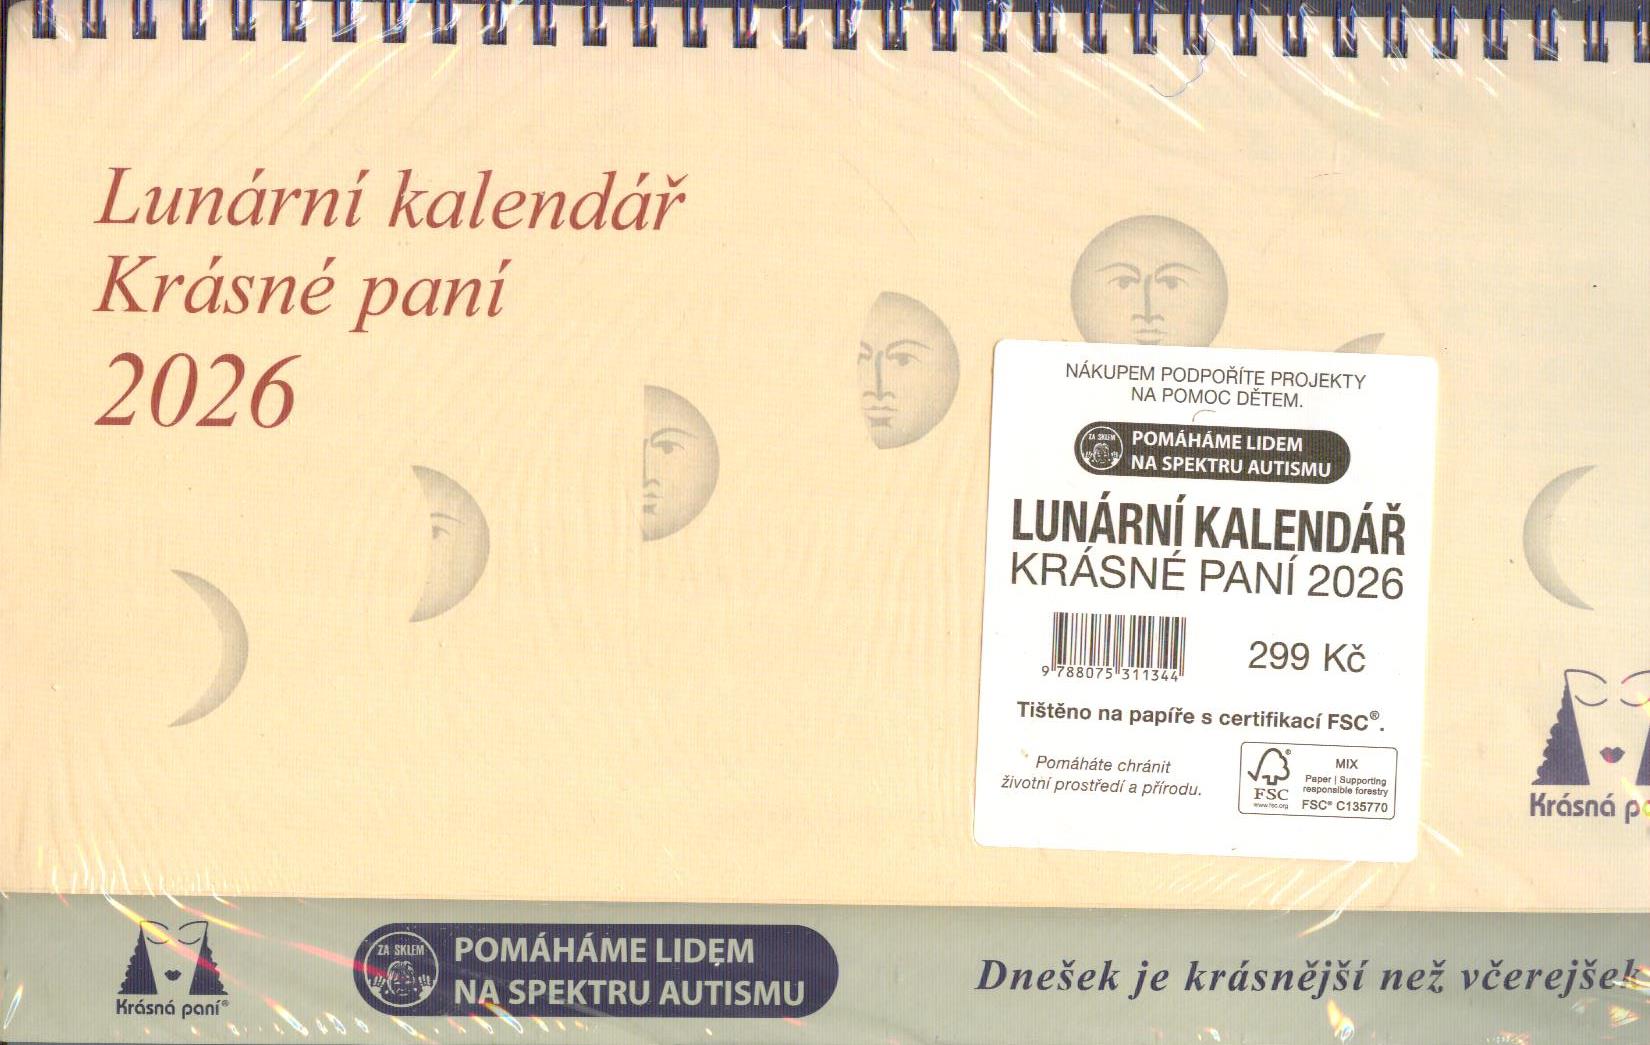 Lunární kalendář
Krásné paní
2026
NÁKUPEM PODPOŘÍTE PROJEKTY
NA POMOC DĚTEM.
ZA SKLEM
POMÁHÁME LIDEM
NA SPEKTRU AUTISMU
LUNÁRNÍ KALENDÁŘ
KRÁSNÉ PANÍ 2026
299 Kč
9 788075 311344
Tištěno na papíře s certifikací FSC®.
Pomáháte chránit
životní prostředí a přírodu.
FSC
www.fsc.org
MIX
Paper | Supporting
responsible forestry
FSC® C135770
Krásná pa
Krásná paní®
ZA SKLEM
POMÁHÁME LIDEM
NA SPEKTRU AUTISMU
Dnešek je krásnější než včerejšek